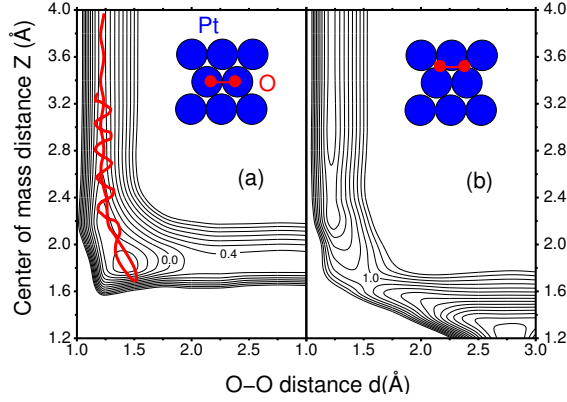 4.0 4.0
Pt
3.6 3.6
O
3.2 3.2
Center of mass distance Z (Å)
2.8 (a) (b) 2.8
2.4 2.4
2.0 0.4 2.0
0.0
1.6 1.0 1.6
1.2 1.2
1.0 1.5 2.0 2.5 1.0 1.5 2.0 2.5 3.0
O–O distance d(Å)